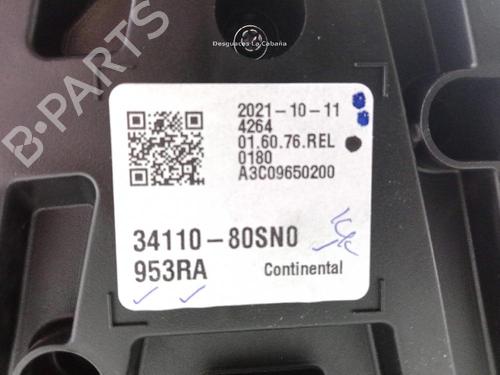 Desguaces La Cabaña
B-PARTS
2021-10-11
4264
01.60.76.REL
0180
A3C09650200
34110-80SN0
953RA
Continental